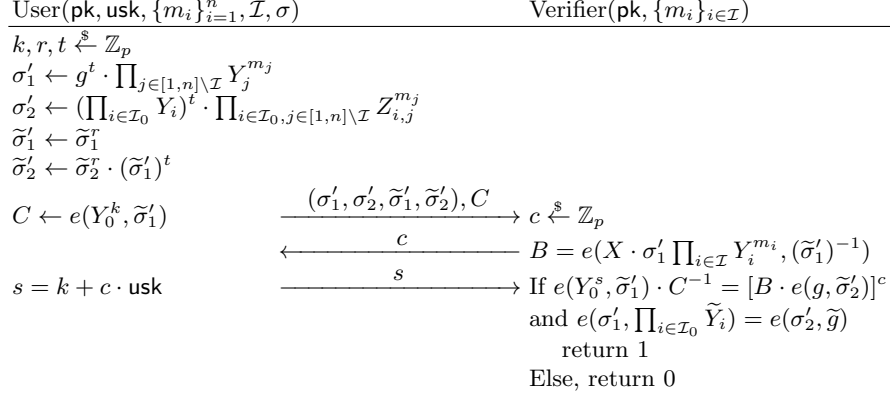 User(pk, usk, {m_i}_{i=1}^n, I, σ) Verifier(pk, {m_i}_{i∈I})
k, r, t ←$ ℤ_p
σ′_1 ← g^t · ∏_{j∈[1,n]\I} Y_j^{m_j}
σ′_2 ← (∏_{i∈I_0} Y_i)^t · ∏_{i∈I_0,j∈[1,n]\I} Z_{i,j}^{m_j}
σ̃′_1 ← σ̃_1^r
σ̃′_2 ← σ̃_2^r · (σ̃′_1)^t
C ← e(Y_0^k, σ̃′_1) (σ′_1, σ′_2, σ̃′_1, σ̃′_2), C → c ←$ ℤ_p
← c B = e(X · σ′_1 ∏_{i∈I} Y_i^{m_i}, (σ̃′_1)^{-1})
s = k + c · usk s → If e(Y_0^s, σ̃′_1) · C^{-1} = [B · e(g, σ̃′_2)]^c
and e(σ′_1, ∏_{i∈I_0} Ỹ_i) = e(σ′_2, g̃)
return 1
Else, return 0